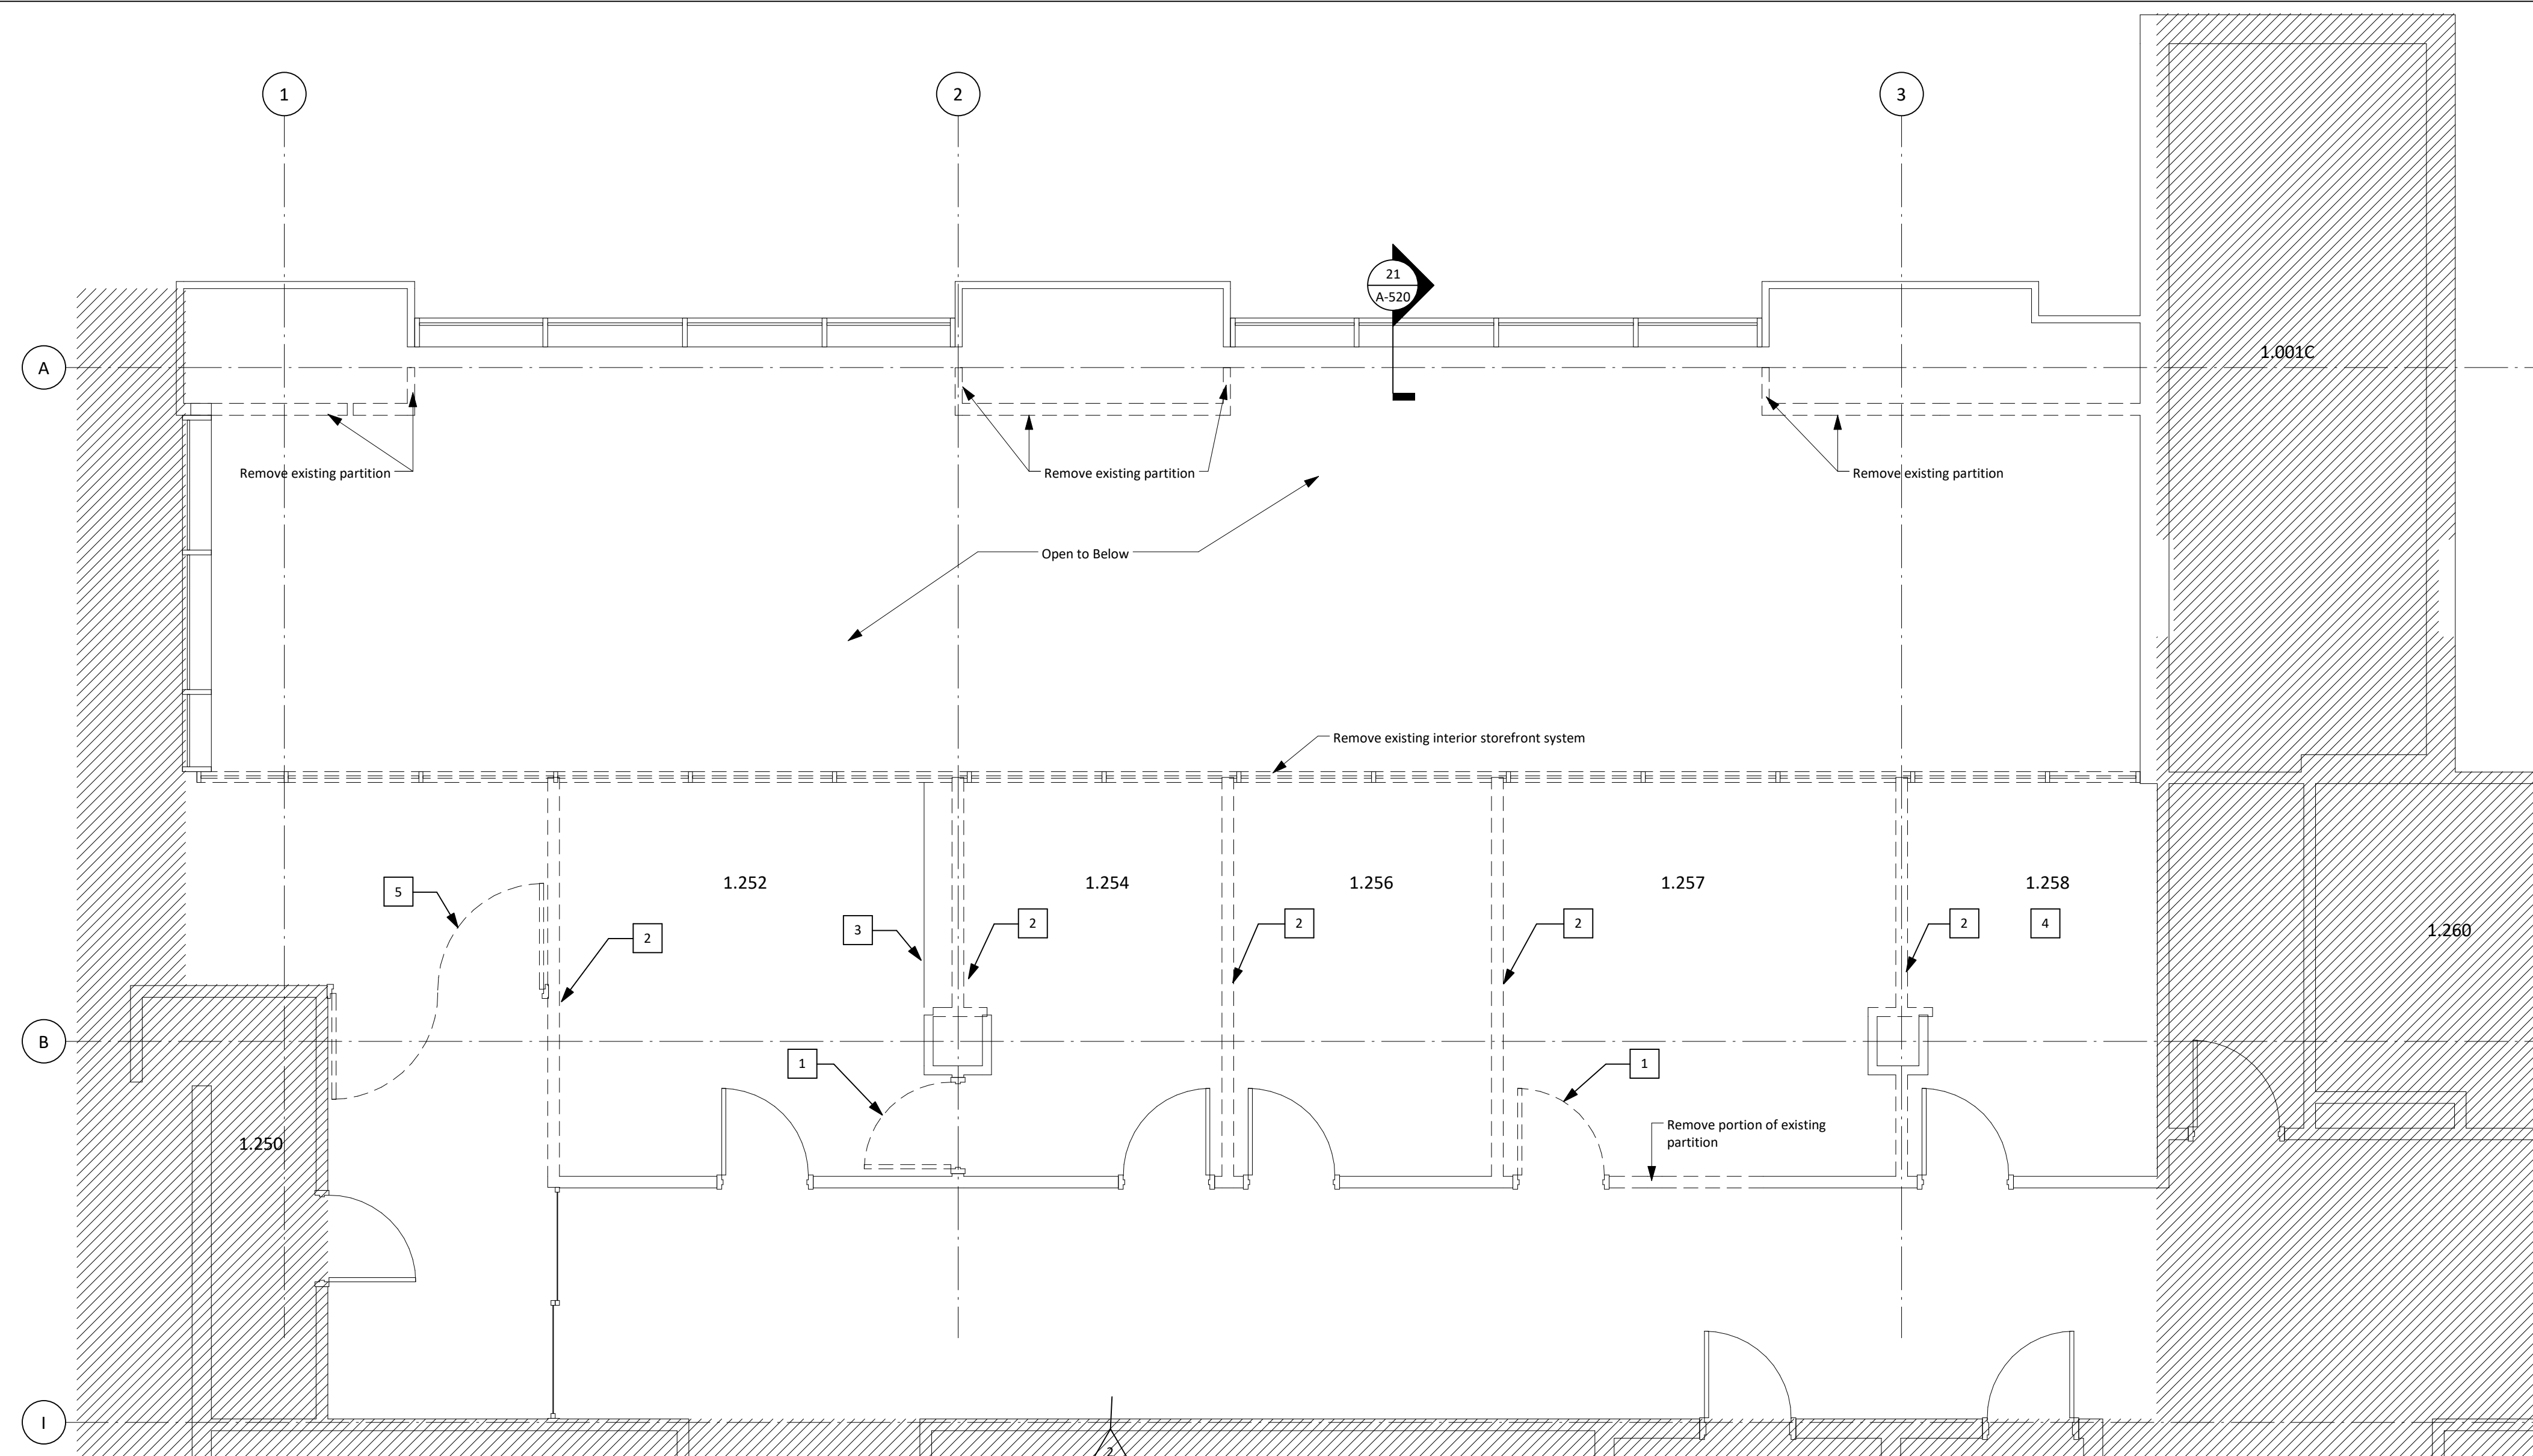 1
2
3
21
A-520
A
1.001C
Remove existing partition
Remove existing partition
Remove existing partition
Open to Below
Remove existing interior storefront system
1.252
1.254
1.256
1.257
1.258
5
2
3
2
2
2
2
4
1.260
B
1
1
Remove portion of existing
partition
1.250
I
2